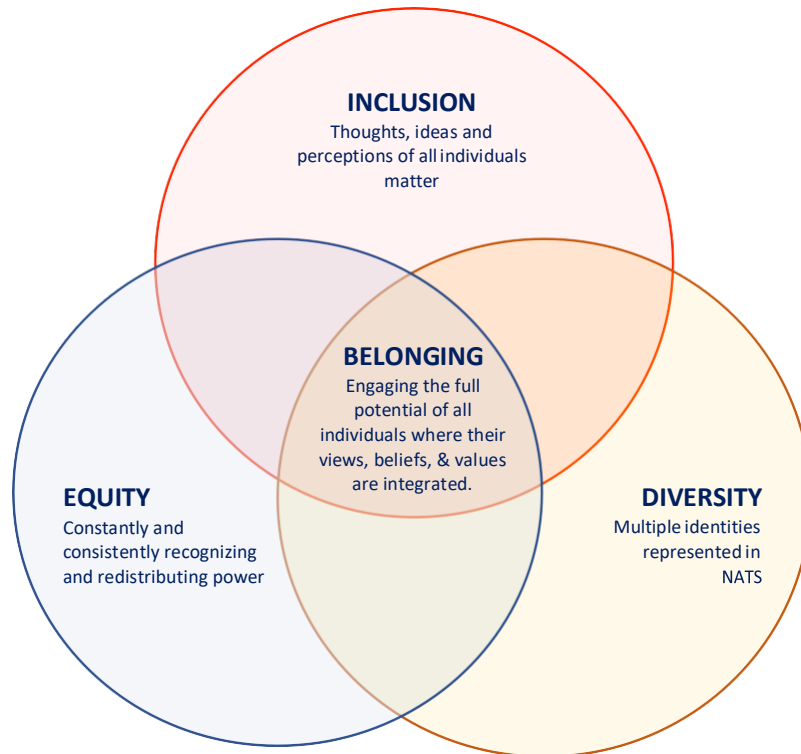 INCLUSION
Thoughts, ideas and
perceptions of all individuals
matter
BELONGING
Engaging the full
potential of all
individuals where their
views, beliefs, & values
are integrated.
EQUITY
Constantly and
consistently recognizing
and redistributing power
DIVERSITY
Multiple identities
represented in
NATS